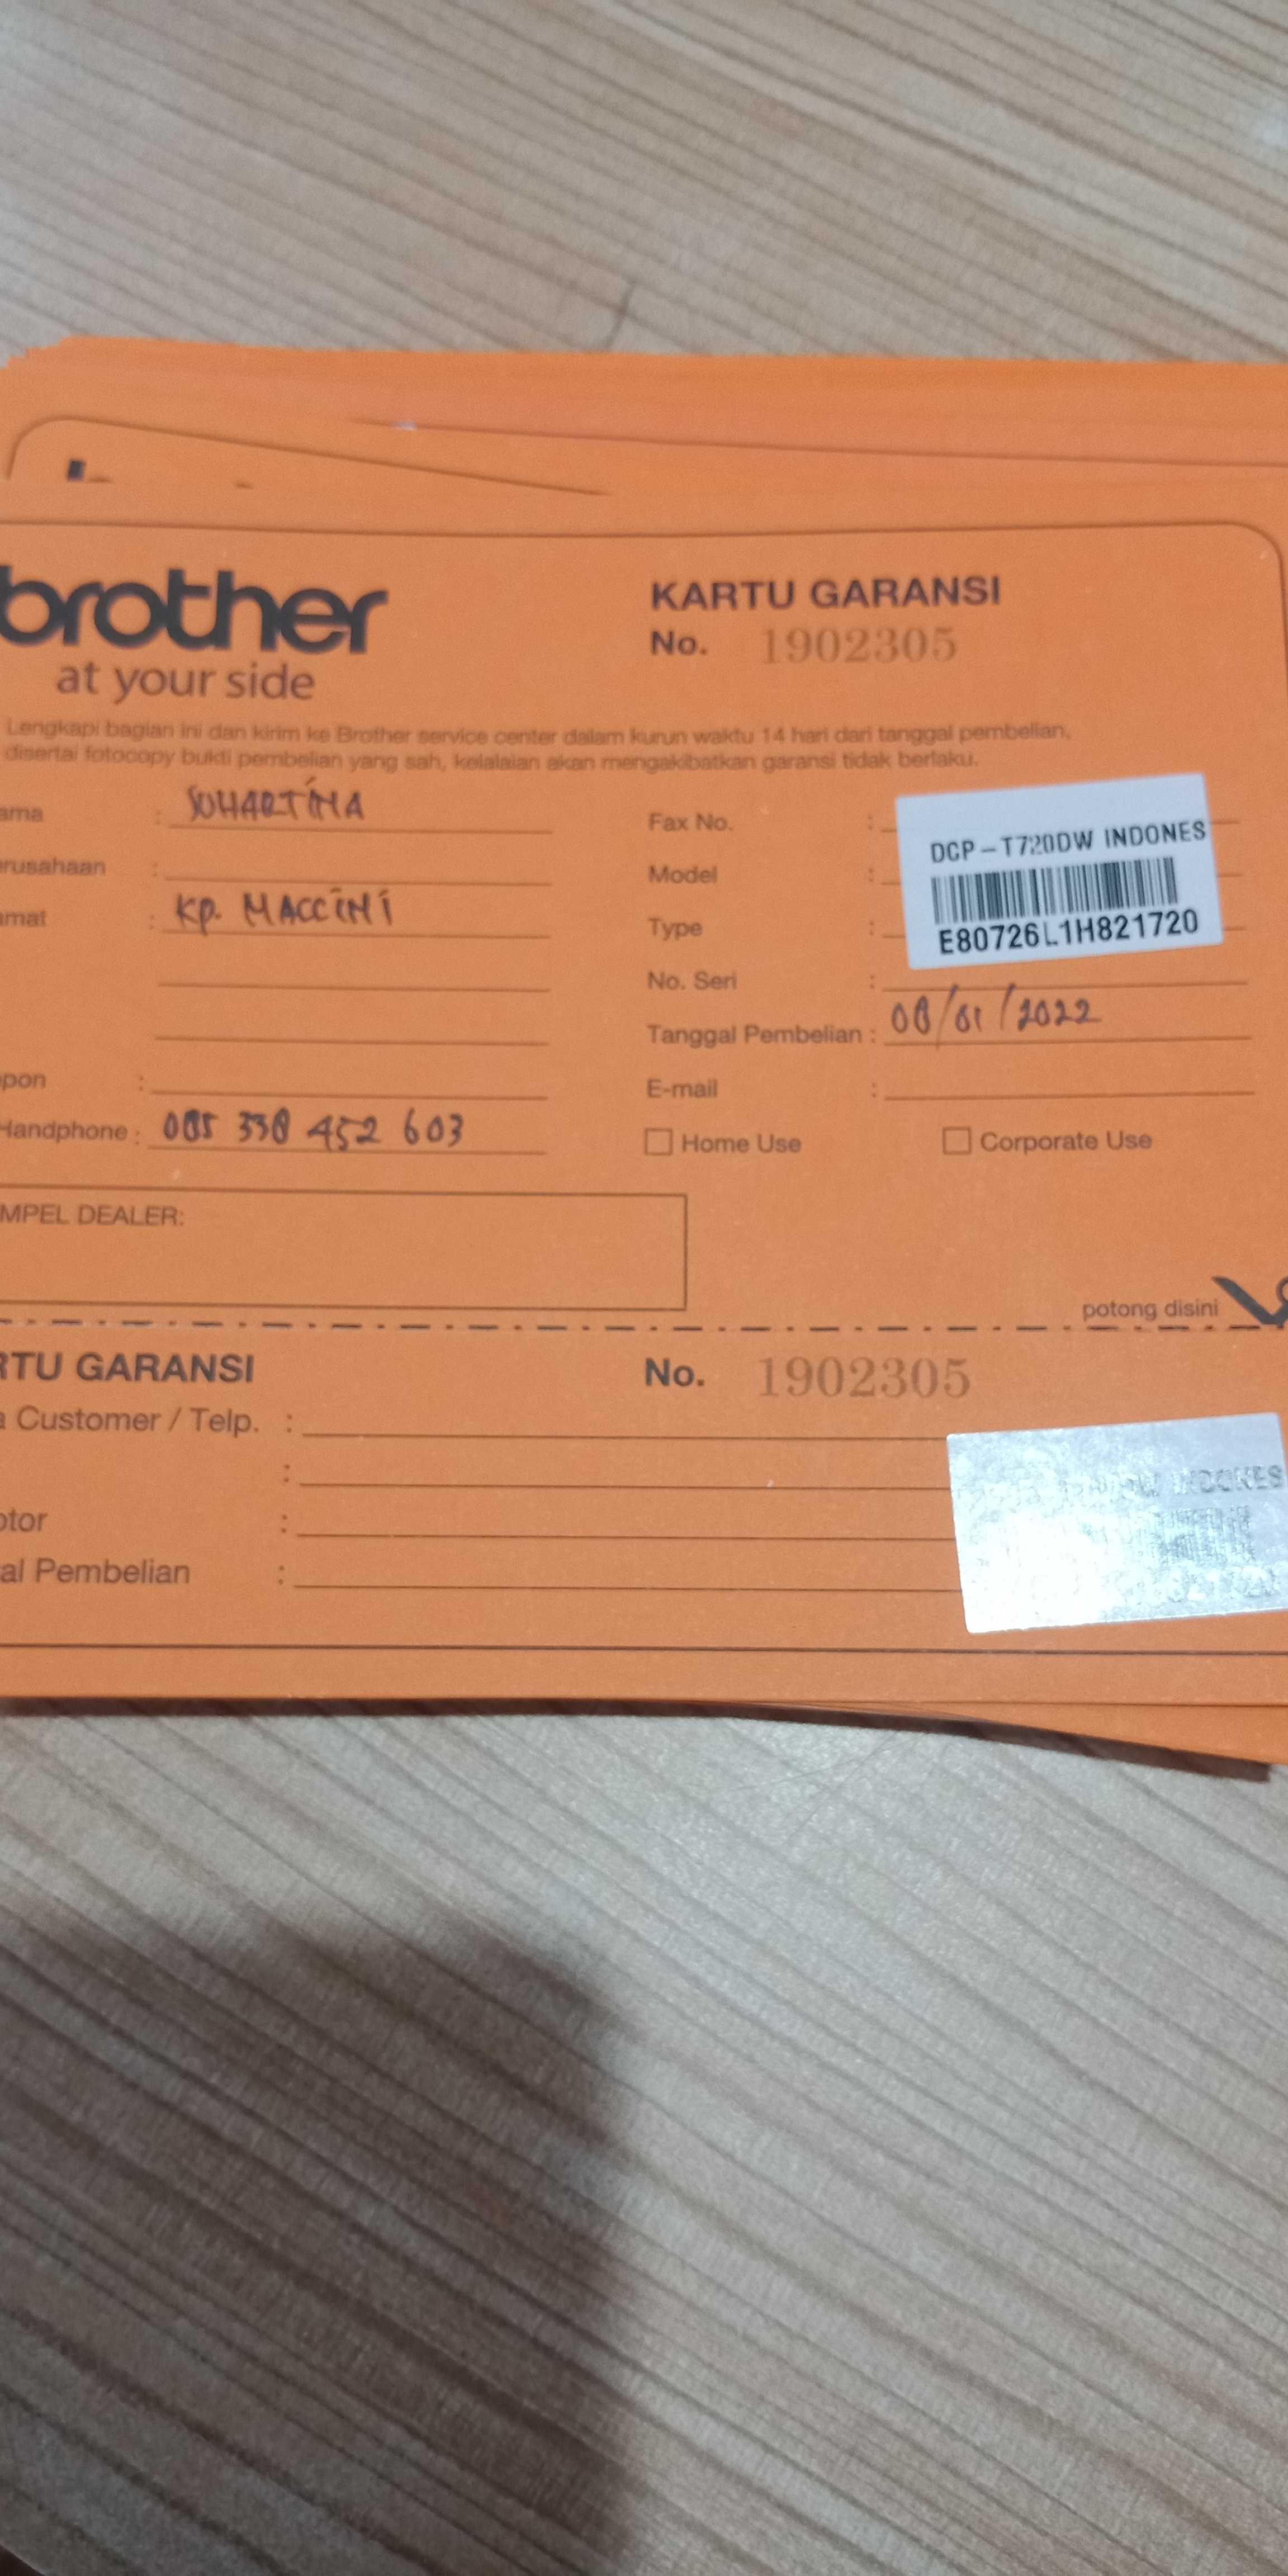 brother
at your side
KARTU GARANSI
No. 1902305
Lengkapi bagian ini dan kirim ke Brother service center dalam kurun waktu 14 hari dari tanggal pembelian,
disertai fotocopy bukti pembelian yang sah, kelalaian akan mengakibatkan garansi tidak berlaku.
ama : SUHARTINA
rusahaan :
mat : KP. MACCINI
pon :
Handphone : 085 338 452 603
Fax No. :
Model :
Type :
DCP-T720DW INDONES
E80726L1H821720
No. Seri :
Tanggal Pembelian : 08/01/2022
E-mail :
Home Use Corporate Use
MPEL DEALER:
potong disini
RTU GARANSI No. 1902305
a Customer / Telp. :
:
otor :
al Pembelian :
INDONES